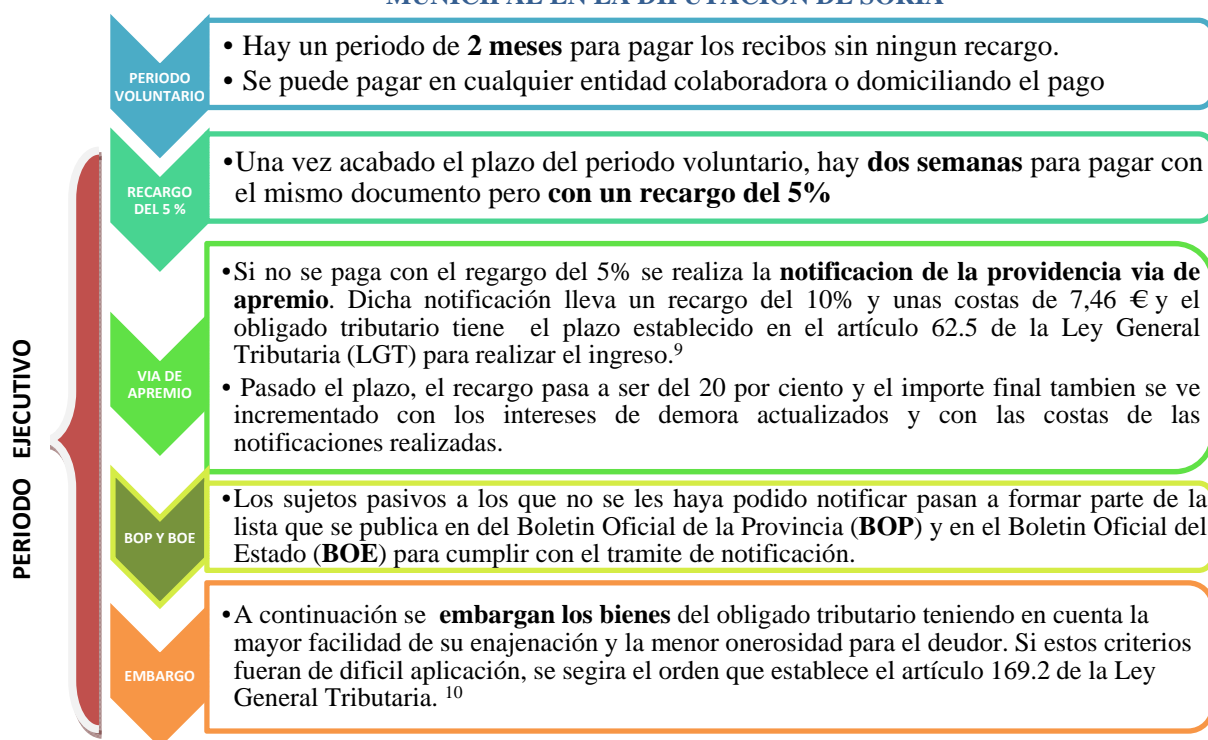 MUNICIPAL EN LA DIPUTACIÓN DE SORIA
PERIODO
VOLUNTARIO
• Hay un periodo de 2 meses para pagar los recibos sin ningun recargo.
• Se puede pagar en cualquier entidad colaboradora o domiciliando el pago
PERIODO EJECUTIVO
RECARGO
DEL 5 %
•Una vez acabado el plazo del periodo voluntario, hay dos semanas para pagar con
el mismo documento pero con un recargo del 5%
VIA DE
APREMIO
•Si no se paga con el regargo del 5% se realiza la notificacion de la providencia via de
apremio. Dicha notificación lleva un recargo del 10% y unas costas de 7,46 € y el
obligado tributario tiene el plazo establecido en el artículo 62.5 de la Ley General
Tributaria (LGT) para realizar el ingreso.9
• Pasado el plazo, el recargo pasa a ser del 20 por ciento y el importe final tambien se ve
incrementado con los intereses de demora actualizados y con las costas de las
notificaciones realizadas.
BOP Y BOE
•Los sujetos pasivos a los que no se les haya podido notificar pasan a formar parte de la
lista que se publica en del Boletin Oficial de la Provincia (BOP) y en el Boletin Oficial del
Estado (BOE) para cumplir con el tramite de notificación.
EMBARGO
•A continuación se embargan los bienes del obligado tributario teniendo en cuenta la
mayor facilidad de su enajenación y la menor onerosidad para el deudor. Si estos criterios
fueran de dificil aplicación, se segira el orden que establece el artículo 169.2 de la Ley
General Tributaria. 10